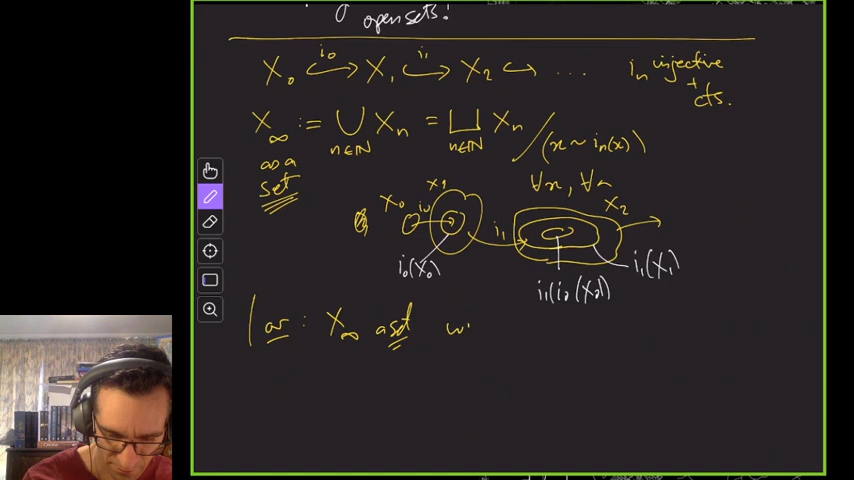 open sets!
X₀ ↪ X₁ ↪ X₂ ↪ ...
i₀ i₁
iₙ injective
+ cts.
X∞ := ∪ Xₙ = ⊔ Xₙ / (x ~ iₙ(x))
n∈ℕ n∈ℕ
as a
set
∀x, ∀n
X₀ i₀ X₁ i₁ X₂
i₀(X₀)
i₁(X₁)
i₁(i₀(X₀))
or : X∞ a set